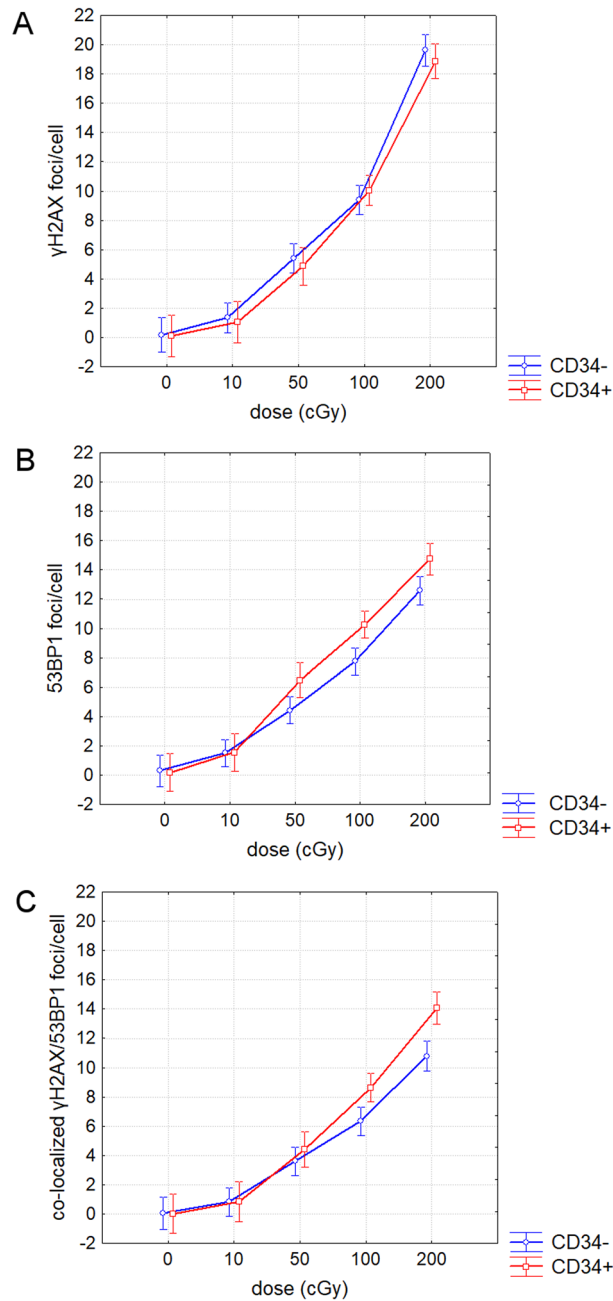 A
γH2AX foci/cell
22
20
18
16
14
12
10
8
6
4
2
0
-2
0 10 50 100 200
dose (cGy)
CD34-
CD34+
B
53BP1 foci/cell
22
20
18
16
14
12
10
8
6
4
2
0
-2
0 10 50 100 200
dose (cGy)
CD34-
CD34+
C
co-localized γH2AX/53BP1 foci/cell
22
20
18
16
14
12
10
8
6
4
2
0
-2
0 10 50 100 200
dose (cGy)
CD34-
CD34+